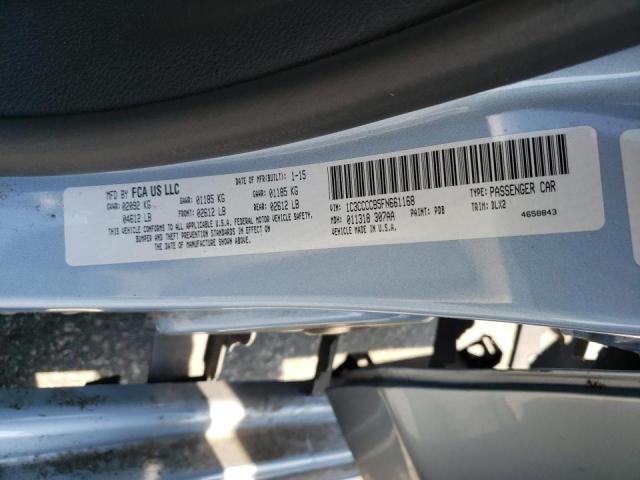 MFD BY FCA US LLC DATE OF MFR(BUILT): 1-15
GVWR: 02092 KG GAWR: 01185 KG GAWR: 01185 KG
04612 LB FRONT: 02612 LB REAR: 02612 LB
THIS VEHICLE CONFORMS TO ALL APPLICABLE U.S.A. FEDERAL MOTOR VEHICLE SAFETY,
BUMPER AND THEFT PREVENTION STANDARDS IN EFFECT ON
THE DATE OF MANUFACTURE SHOWN ABOVE.
VIN: 1C3CCCCB5FN661168 TYPE: PASSENGER CAR
MDH: 011318 307AA PAINT: PDB TRIM: DLX2
VEHICLE MADE IN U.S.A. 4658843